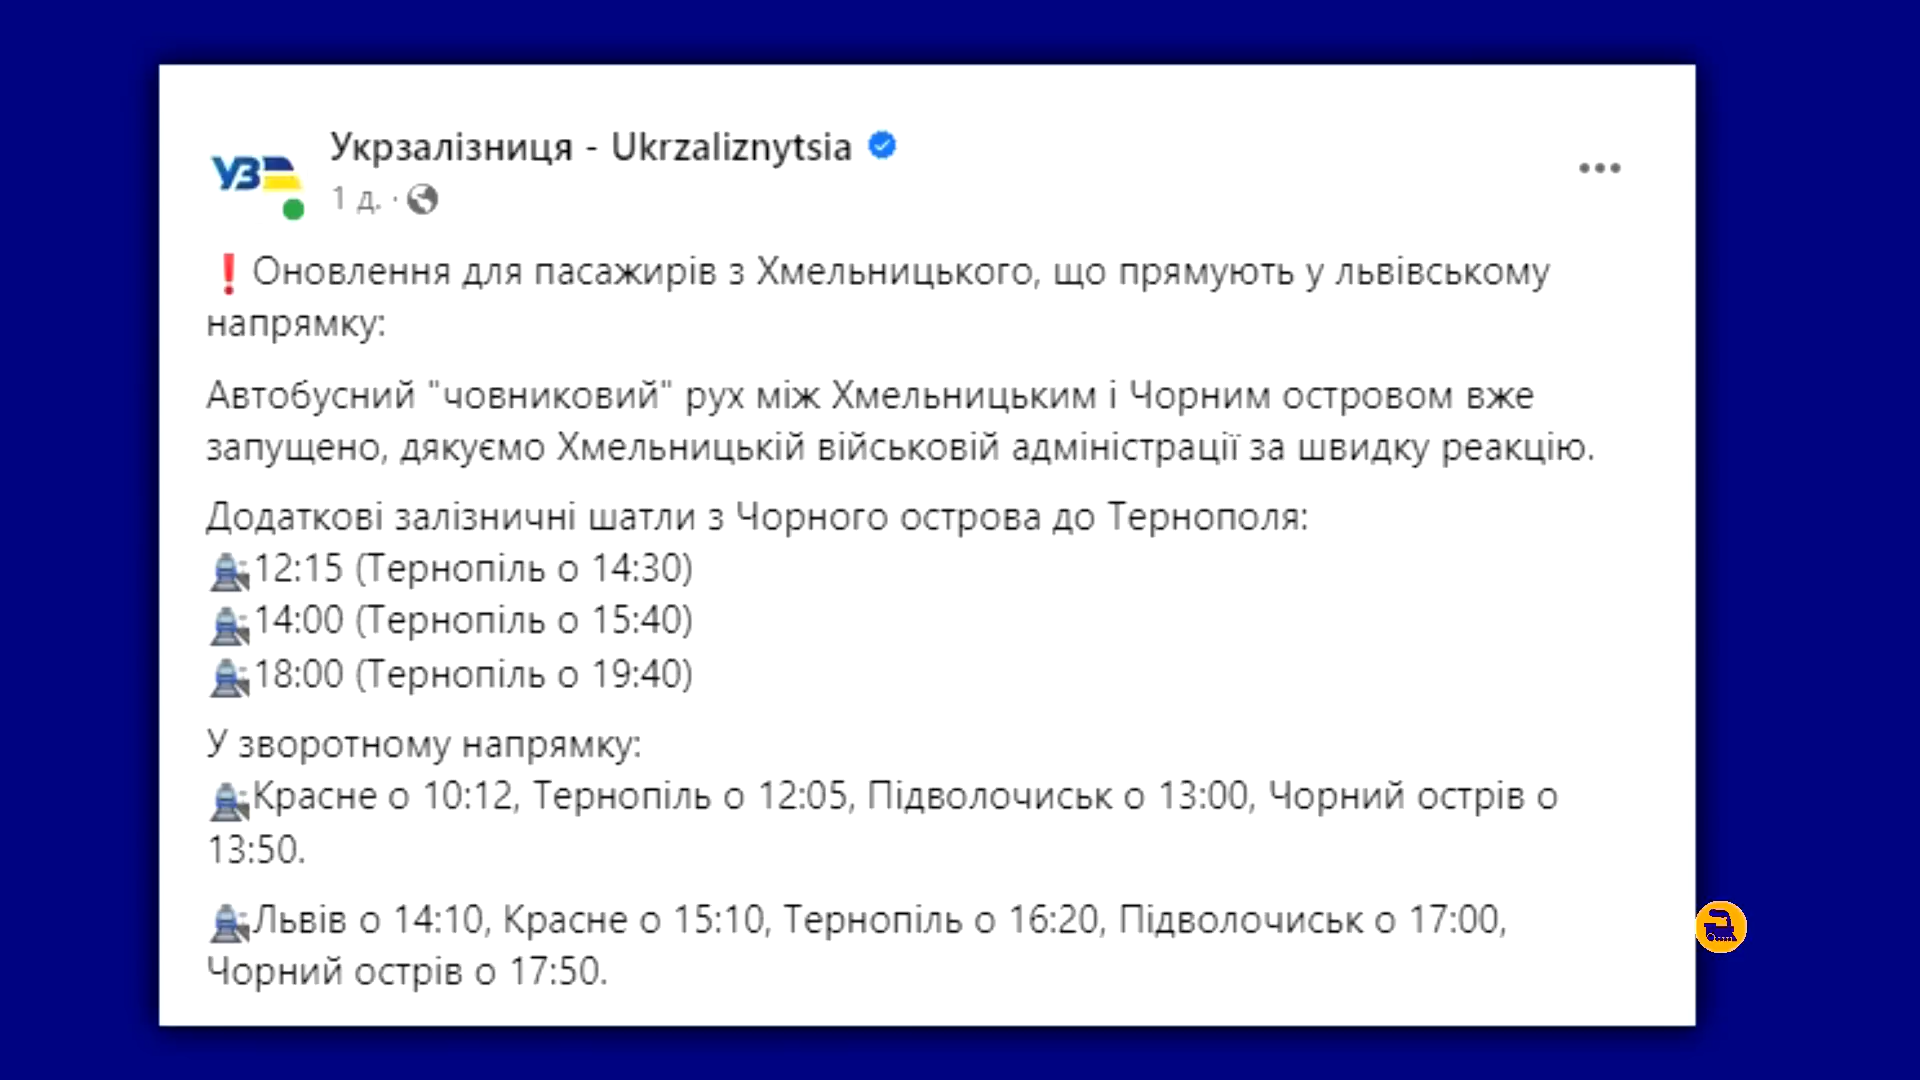 УЗ
Укрзалізниця - Ukrzaliznytsia
1 д. ·
❗Оновлення для пасажирів з Хмельницького, що прямують у львівському
напрямку:
Автобусний "човниковий" рух між Хмельницьким і Чорним островом вже
запущено, дякуємо Хмельницькій військовій адміністрації за швидку реакцію.
Додаткові залізничні шатли з Чорного острова до Тернополя:
🚈12:15 (Тернопіль о 14:30)
🚈14:00 (Тернопіль о 15:40)
🚈18:00 (Тернопіль о 19:40)
У зворотному напрямку:
🚈Красне о 10:12, Тернопіль о 12:05, Підволочиськ о 13:00, Чорний острів о
13:50.
🚈Львів о 14:10, Красне о 15:10, Тернопіль о 16:20, Підволочиськ о 17:00,
Чорний острів о 17:50.